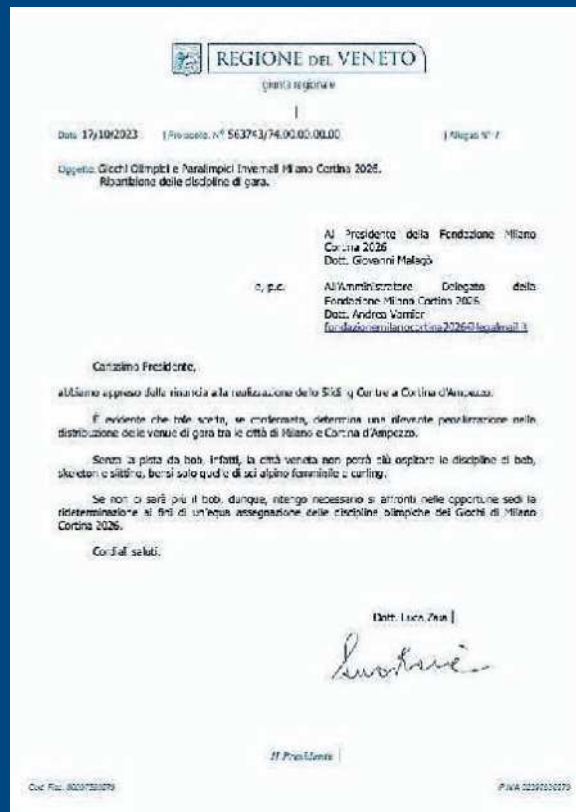 REGIONE DEL VENETO
giunta regionale
Data 17/10/2023 | Protocollo N° 563743/74.00.00.00.00 | Allegati N°
Oggetto: Giochi Olimpici e Paralimpici Invernali Milano Cortina 2026.
Ripartizione delle discipline di gara.
Al Presidente della Fondazione Milano
Cortina 2026
Dott. Giovanni Malagò
e, p.c. All'Amministratore Delegato della
Fondazione Milano Cortina 2026
Dott. Andrea Varnier
fondazionemilanocortina2026@legalmail.it
Carissimo Presidente,
abbiamo appreso della rinuncia alla realizzazione dello Sliding Centre a Cortina d'Ampezzo.
È evidente che tale scelta, se confermata, determina una rilevante penalizzazione nella
distribuzione delle venue di gara tra le città di Milano e Cortina d'Ampezzo.
Senza la pista da bob, infatti, la città veneta non potrà più ospitare le discipline di bob,
skeleton e slittino, bensì solo quelle di sci alpino femminile e curling.
Se non ci sarà più il bob, dunque, ritengo necessario si affronti nelle opportune sedi la
rideterminazione ai fini di un'equa assegnazione delle discipline olimpiche dei Giochi di Milano
Cortina 2026.
Cordiali saluti.
Dott. Luca Zaia |
Il Presidente |
Cod. Fisc.
P.IVA